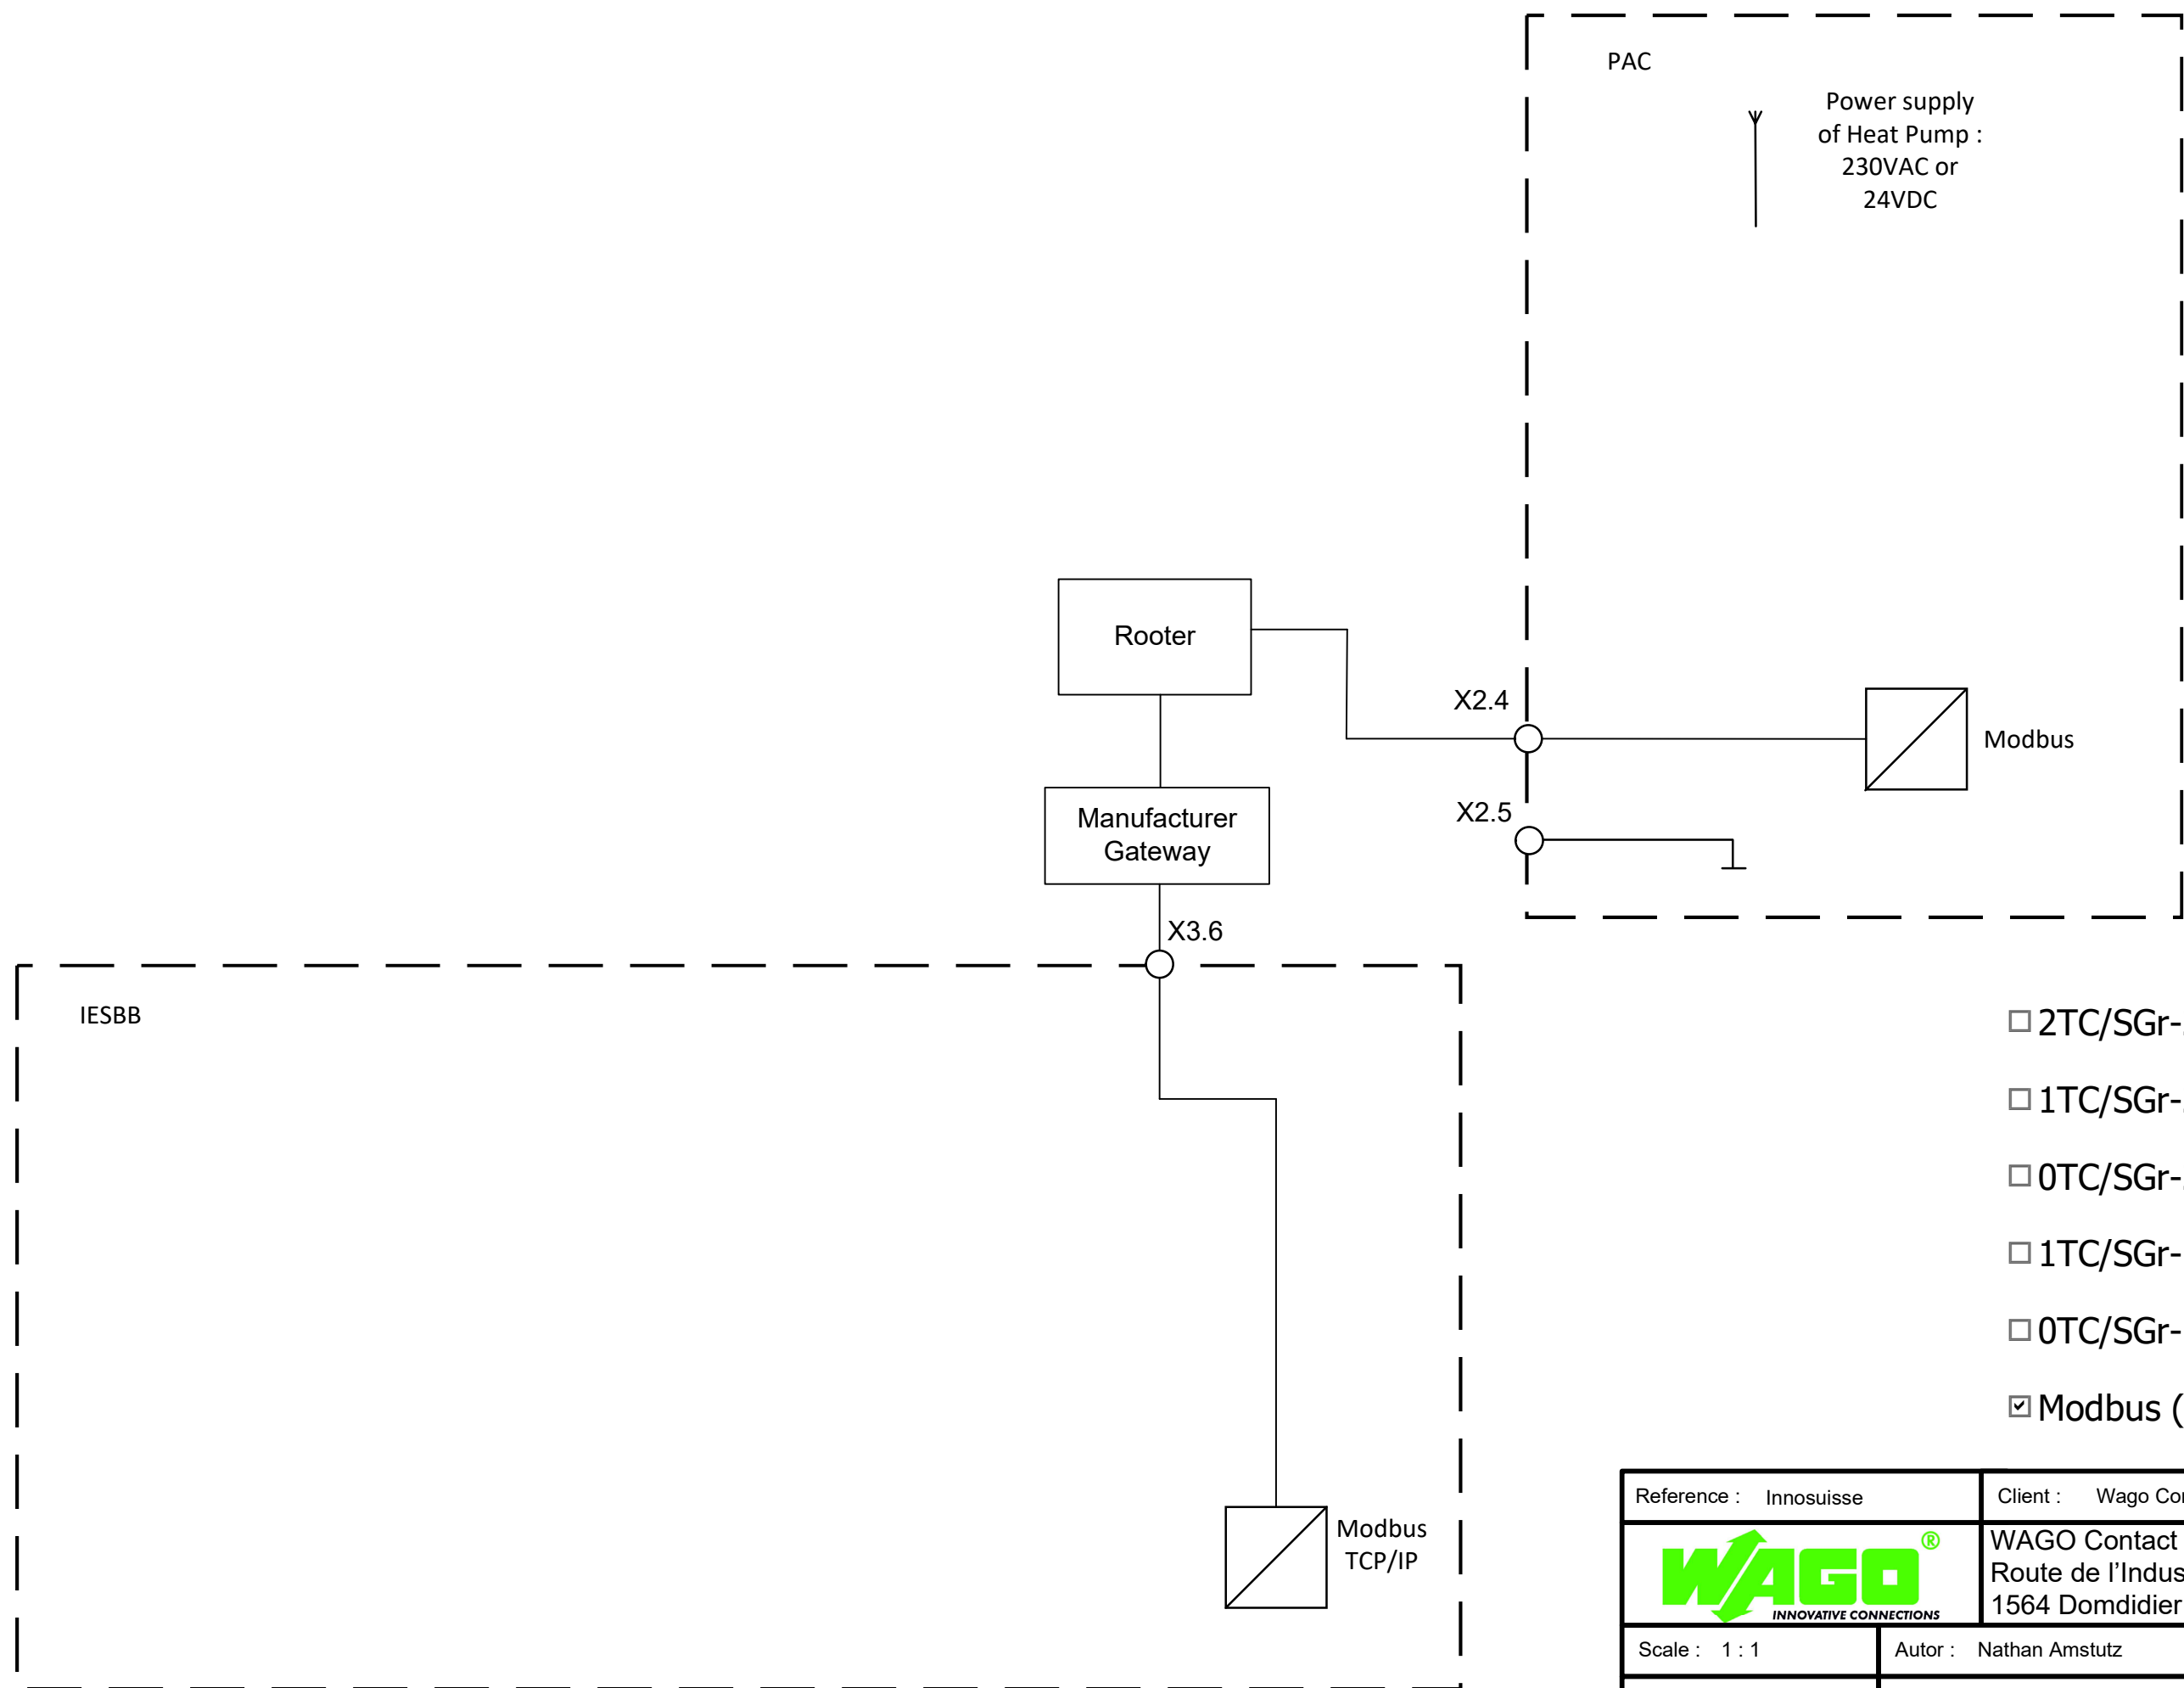 PAC
Power supply
of Heat Pump :
230VAC or
24VDC
Rooter
X2.4
Modbus
Manufacturer
Gateway
X2.5
X3.6
IESBB
2TC/SGr-
1TC/SGr-
0TC/SGr-
1TC/SGr-
0TC/SGr-
Modbus (
Modbus
TCP/IP
Reference : Innosuisse
Client : Wago
WAGO®
INNOVATIVE CONNECTIONS
WAGO Contact
Route de l’Indus
1564 Domdidier
Scale : 1 : 1
Autor : Nathan Amstutz